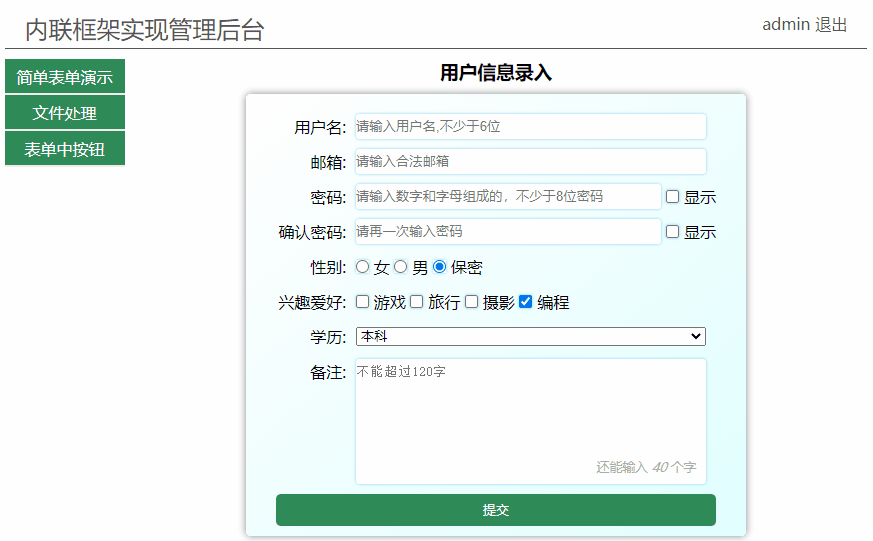 内联框架实现管理后台
admin 退出
简单表单演示
文件处理
表单中按钮
用户信息录入
用户名: 请输入用户名,不少于6位
邮箱: 请输入合法邮箱
密码: 请输入数字和字母组成的，不少于8位密码 显示
确认密码: 请再一次输入密码 显示
性别: 女 男 保密
兴趣爱好: 游戏 旅行 摄影 编程
学历: 本科
备注: 不能超过120字
还能输入 40 个字
提交